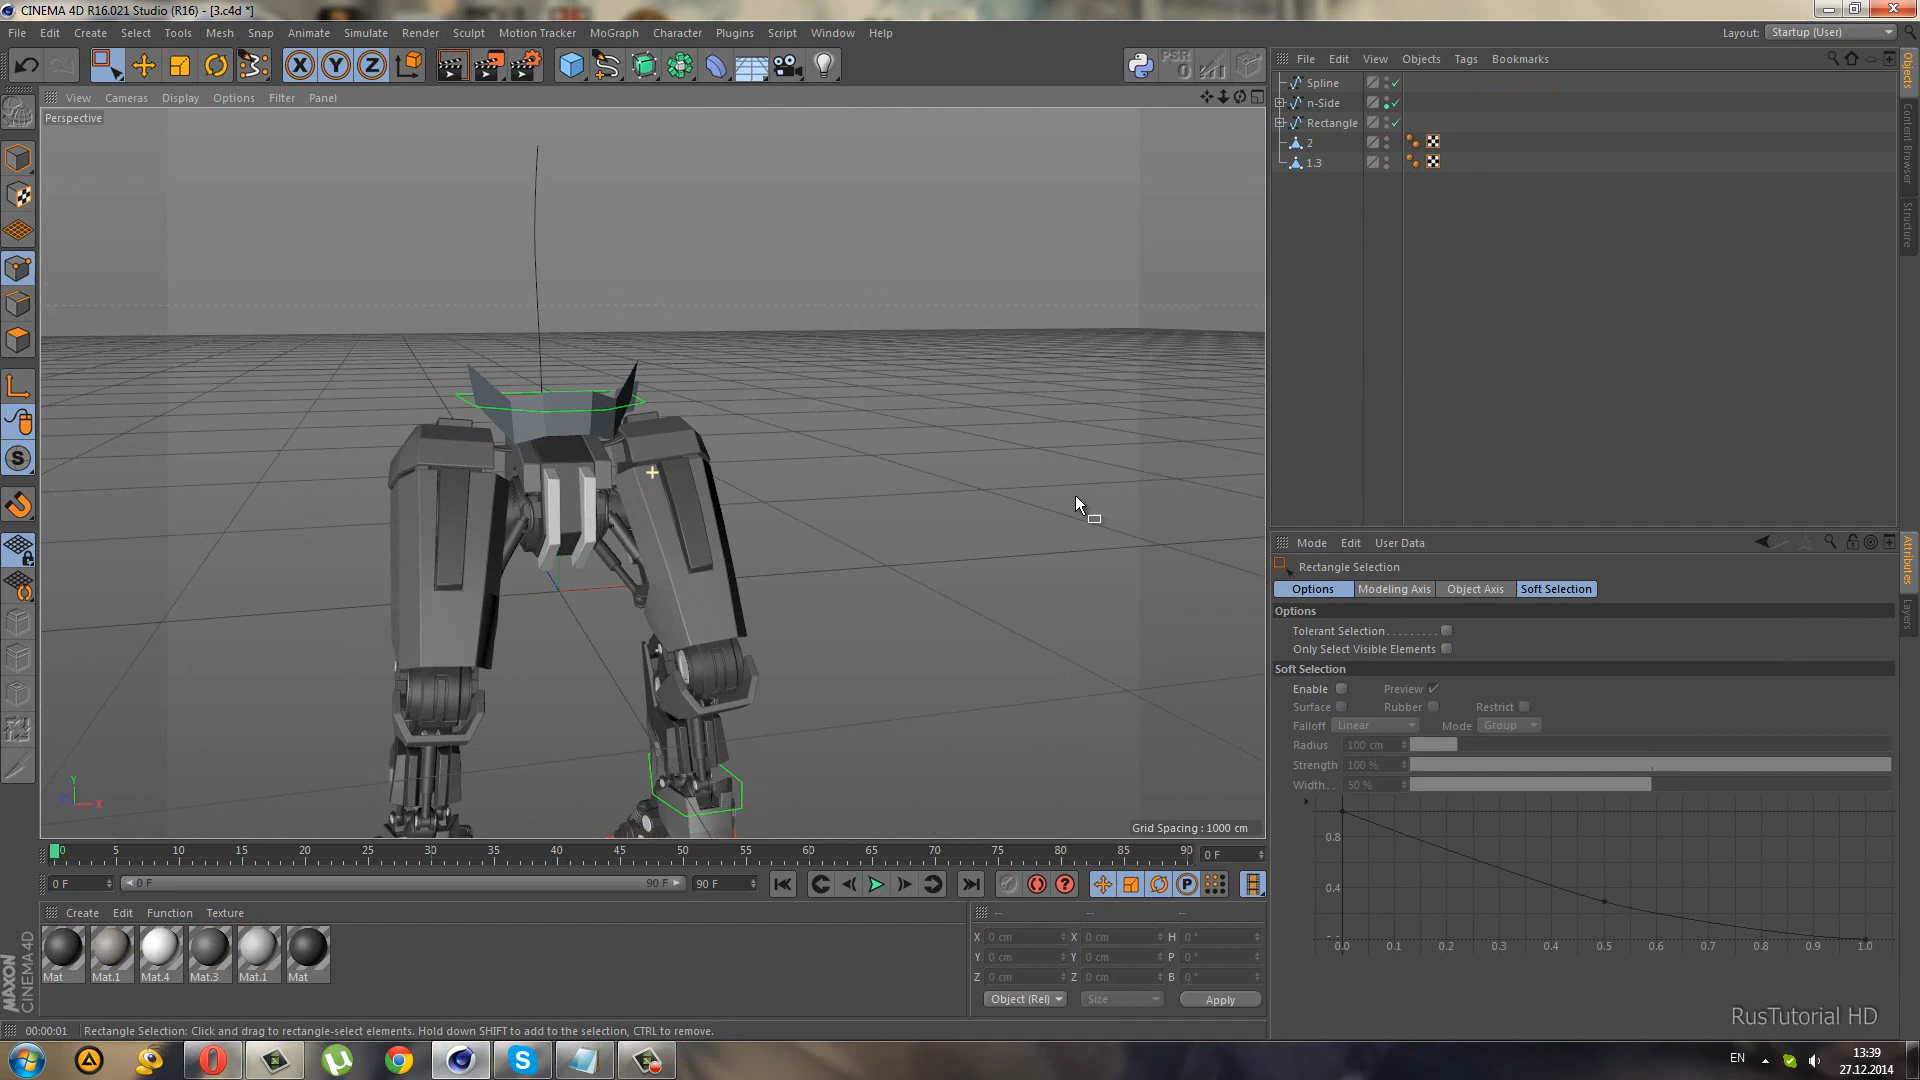 CINEMA 4D R16.021 Studio (R16) - [3.c4d *]
File Edit Create Select Tools Mesh Snap Animate Simulate Render Sculpt Motion Tracker MoGraph Character Plugins Script Window Help
Layout: Startup (User)
X Y Z
PSR
0
File Edit View Objects Tags Bookmarks
View Cameras Display Options Filter Panel
Perspective
Spline
n-Side
Rectangle
2
1.3
Objects
Content Browser
Structure
Mode Edit User Data
Rectangle Selection
Options Modeling Axis Object Axis Soft Selection
Options
Tolerant Selection . . . . . . . . .
Only Select Visible Elements
Soft Selection
Enable Preview
Surface Rubber Restrict
Falloff Linear Mode Group
Radius 100 cm
Strength 100 %
Width . . 50 %
0.8
0.4
0.0 0.1 0.2 0.3 0.4 0.5 0.6 0.7 0.8 0.9 1.0
Attributes
Layers
S
Y
Z X
Grid Spacing : 1000 cm
0 5 10 15 20 25 30 35 40 45 50 55 60 65 70 75 80 85 90
0 F
0 F 0 F 90 F 90 F
P
Create Edit Function Texture
Mat Mat.1 Mat.4 Mat.3 Mat.1 Mat
-- -- --
X 0 cm X 0 cm H 0 °
Y 0 cm Y 0 cm P 0 °
Z 0 cm Z 0 cm B 0 °
Object (Rel) Size Apply
MAXON
CINEMA 4D
RusTutorial HD
00:00:01 Rectangle Selection: Click and drag to rectangle-select elements. Hold down SHIFT to add to the selection, CTRL to remove.
EN
13:39
27.12.2014